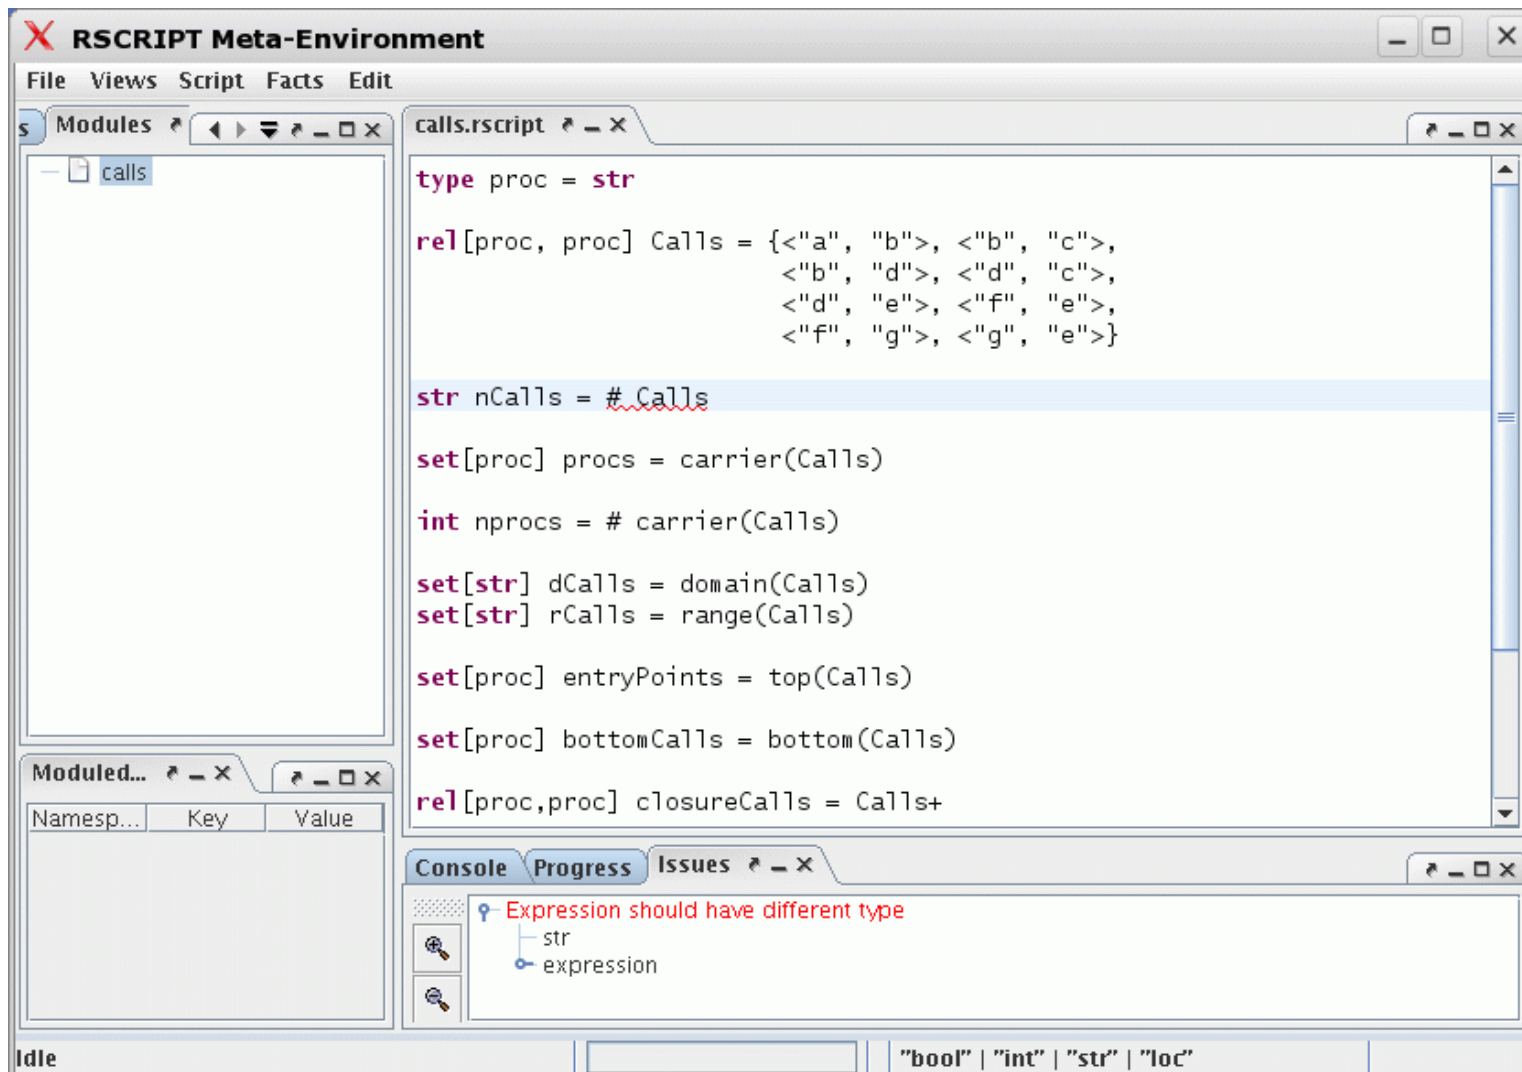 RSCRIPT Meta-Environment
File Views Script Facts Edit
s Modules
calls
calls.rscript
type proc = str
rel[proc, proc] Calls = {<"a", "b">, <"b", "c">,
<"b", "d">, <"d", "c">,
<"d", "e">, <"f", "e">,
<"f", "g">, <"g", "e">}
str nCalls = # Calls
set[proc] procs = carrier(Calls)
int nprocs = # carrier(Calls)
set[str] dCalls = domain(Calls)
set[str] rCalls = range(Calls)
set[proc] entryPoints = top(Calls)
set[proc] bottomCalls = bottom(Calls)
rel[proc,proc] closureCalls = Calls+
Moduled...
Namesp... Key Value
Console Progress Issues
Expression should have different type
str
expression
Idle
"bool" | "int" | "str" | "loc"